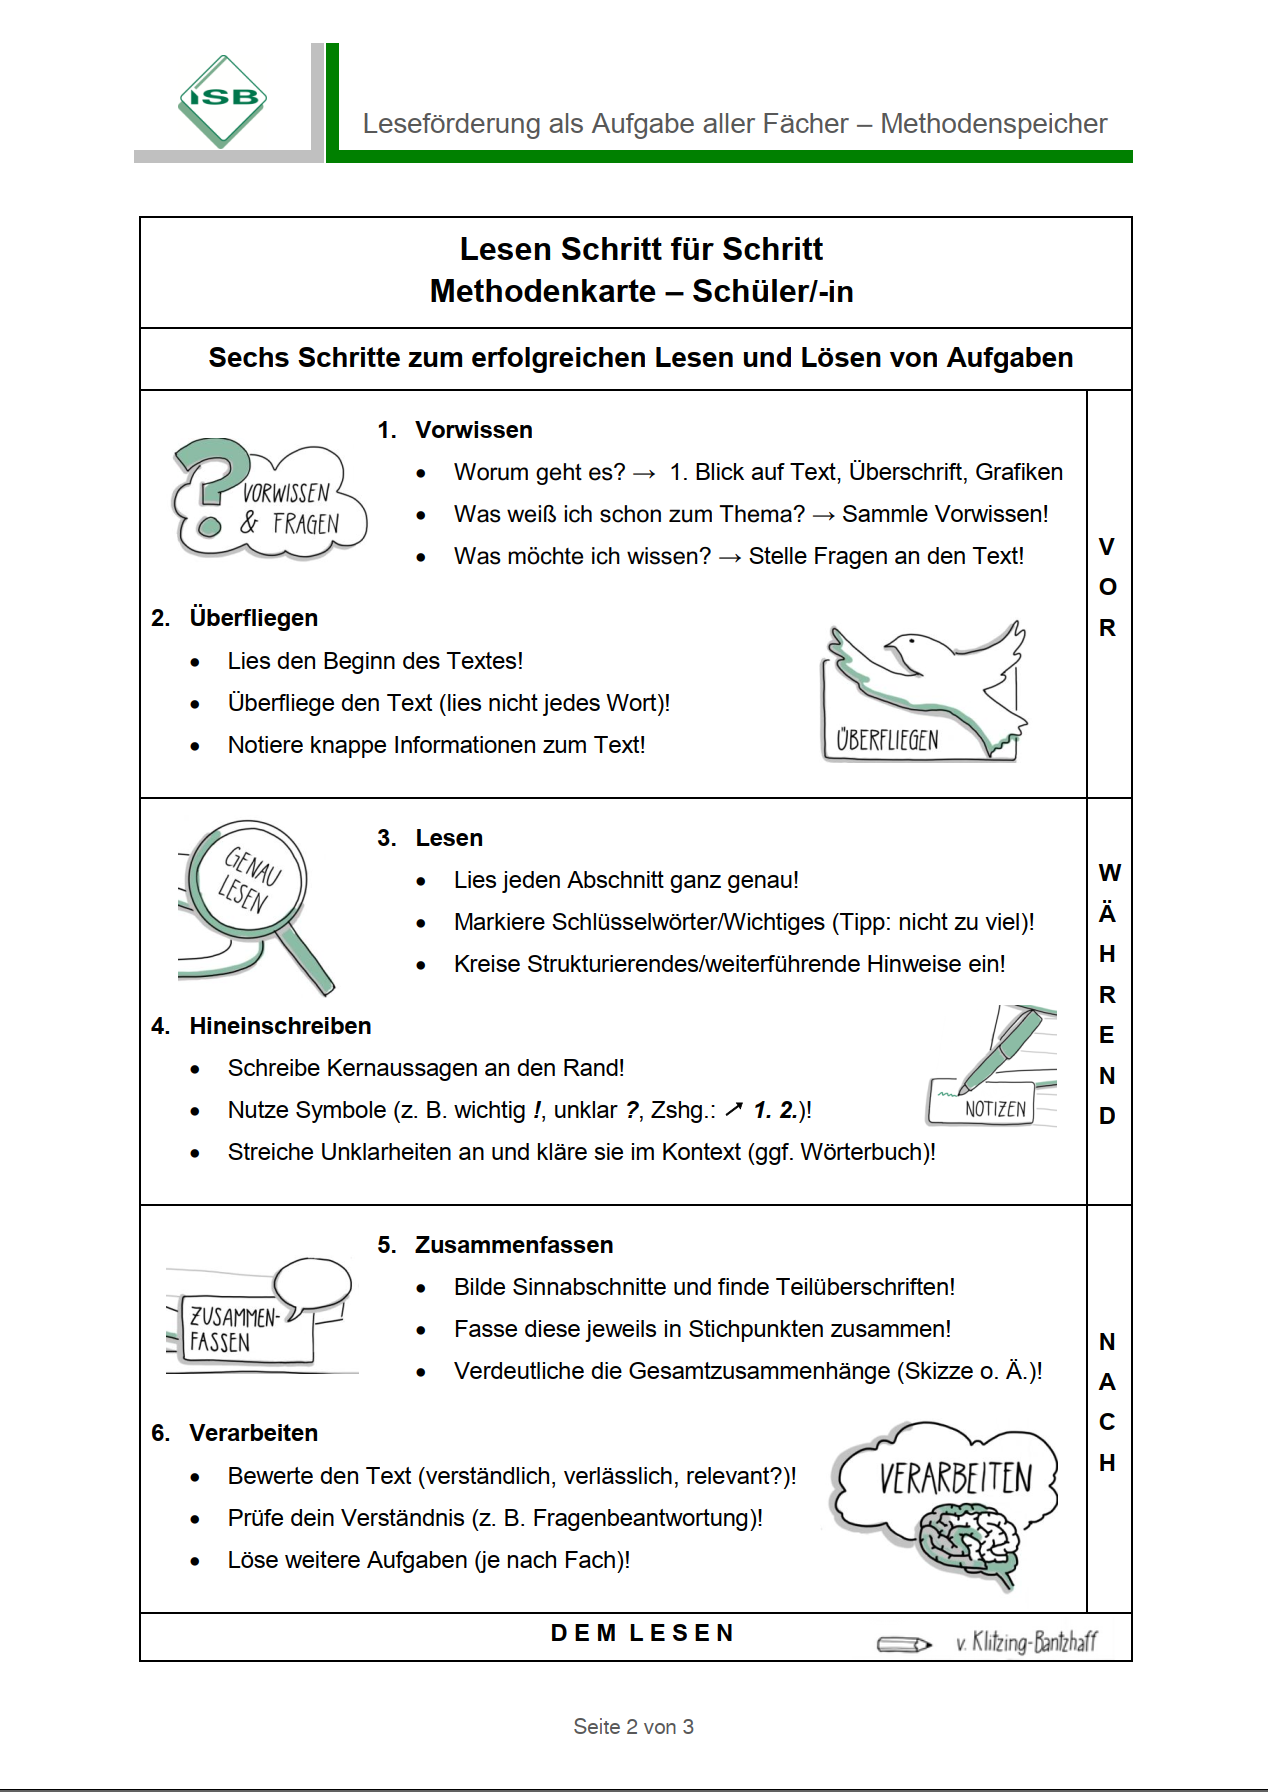 ISB
Leseförderung als Aufgabe aller Fächer – Methodenspeicher
Lesen Schritt für Schritt
Methodenkarte – Schüler/-in
Sechs Schritte zum erfolgreichen Lesen und Lösen von Aufgaben
VORWISSEN
& FRAGEN
1. Vorwissen
• Worum geht es? → 1. Blick auf Text, Überschrift, Grafiken
• Was weiß ich schon zum Thema? → Sammle Vorwissen!
• Was möchte ich wissen? → Stelle Fragen an den Text!
2. Überfliegen
• Lies den Beginn des Textes!
• Überfliege den Text (lies nicht jedes Wort)!
• Notiere knappe Informationen zum Text!
ÜBERFLIEGEN
V
O
R
GENAU
LESEN
3. Lesen
• Lies jeden Abschnitt ganz genau!
• Markiere Schlüsselwörter/Wichtiges (Tipp: nicht zu viel)!
• Kreise Strukturierendes/weiterführende Hinweise ein!
4. Hineinschreiben
• Schreibe Kernaussagen an den Rand!
• Nutze Symbole (z. B. wichtig !, unklar ?, Zshg.: ↗ 1. 2.)!
• Streiche Unklarheiten an und kläre sie im Kontext (ggf. Wörterbuch)!
NOTIZEN
W
Ä
H
R
E
N
D
ZUSAMMEN-
FASSEN
5. Zusammenfassen
• Bilde Sinnabschnitte und finde Teilüberschriften!
• Fasse diese jeweils in Stichpunkten zusammen!
• Verdeutliche die Gesamtzusammenhänge (Skizze o. Ä.)!
6. Verarbeiten
• Bewerte den Text (verständlich, verlässlich, relevant?)!
• Prüfe dein Verständnis (z. B. Fragenbeantwortung)!
• Löse weitere Aufgaben (je nach Fach)!
VERARBEITEN
N
A
C
H
D E M L E S E N
v. Klitzing-Bantzhaff
Seite 2 von 3